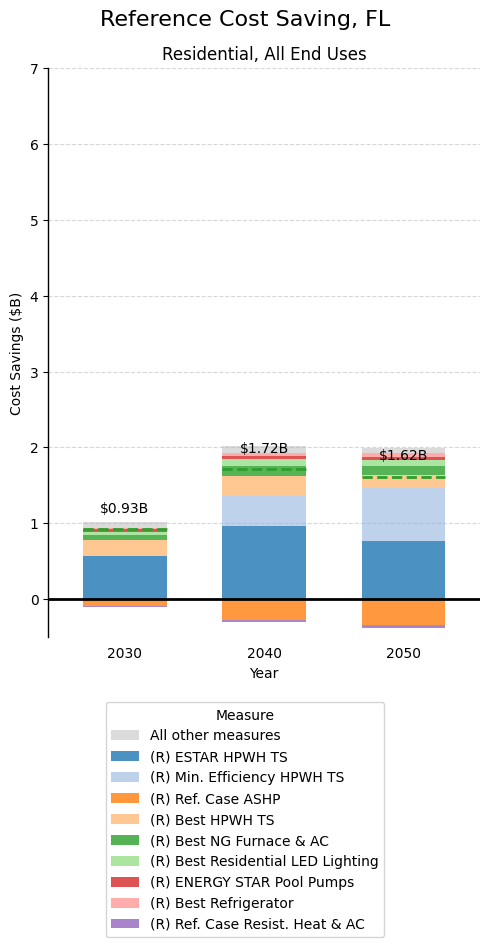 Reference Cost Saving, FL
Residential, All End Uses
7
6
5
4
3
2
1
0
Cost Savings ($B)
$0.93B
$1.72B
$1.62B
2030
2040
2050
Year
Measure
All other measures
(R) ESTAR HPWH TS
(R) Min. Efficiency HPWH TS
(R) Ref. Case ASHP
(R) Best HPWH TS
(R) Best NG Furnace & AC
(R) Best Residential LED Lighting
(R) ENERGY STAR Pool Pumps
(R) Best Refrigerator
(R) Ref. Case Resist. Heat & AC